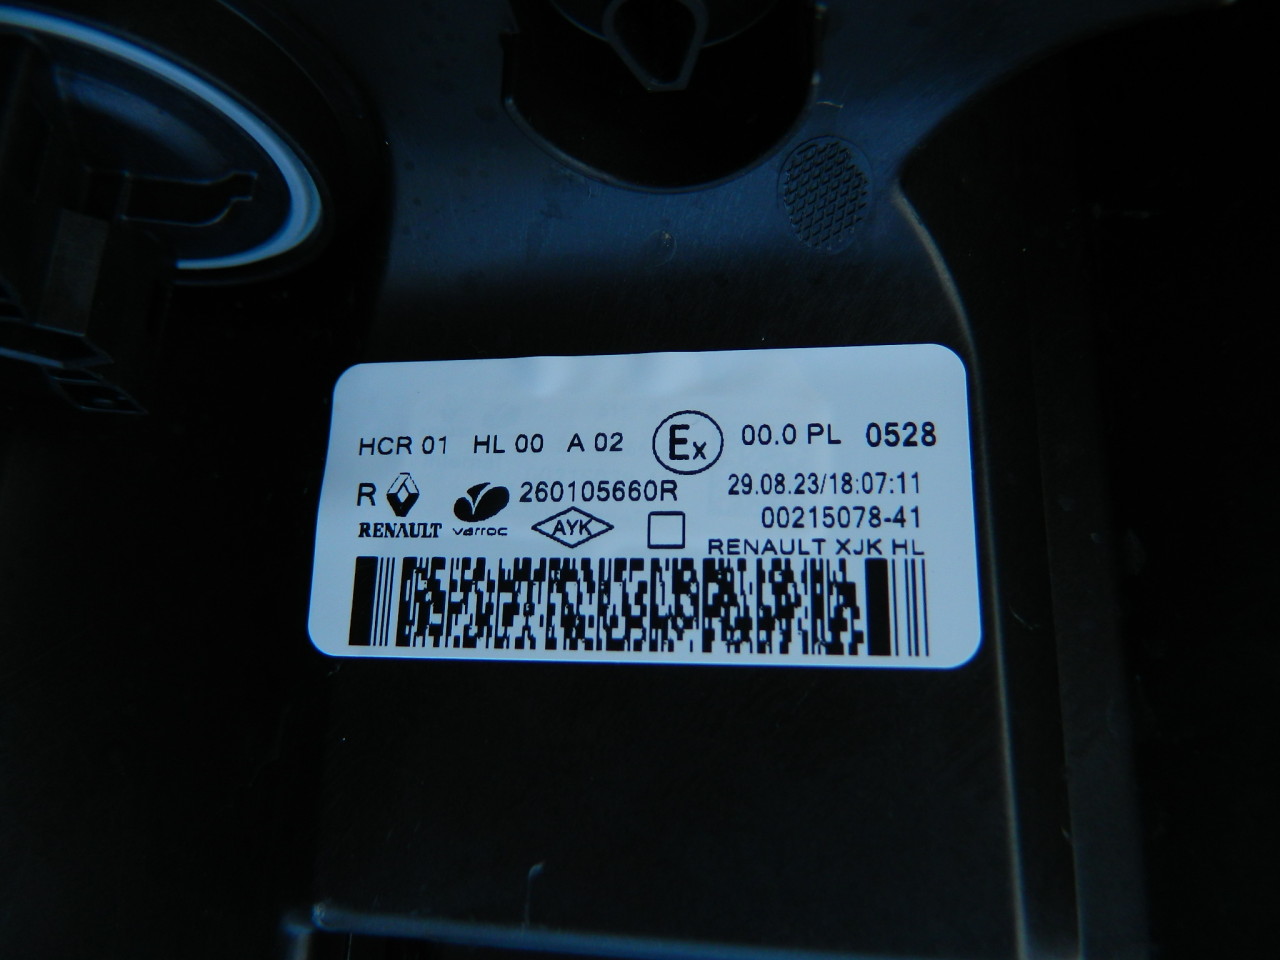 HCR 01 HL 00 A 02 Ex 00.0 PL 0528
R RENAULT varroc 260105660R 29.08.23/18:07:11
AYK 00215078-41
RENAULT XJK HL